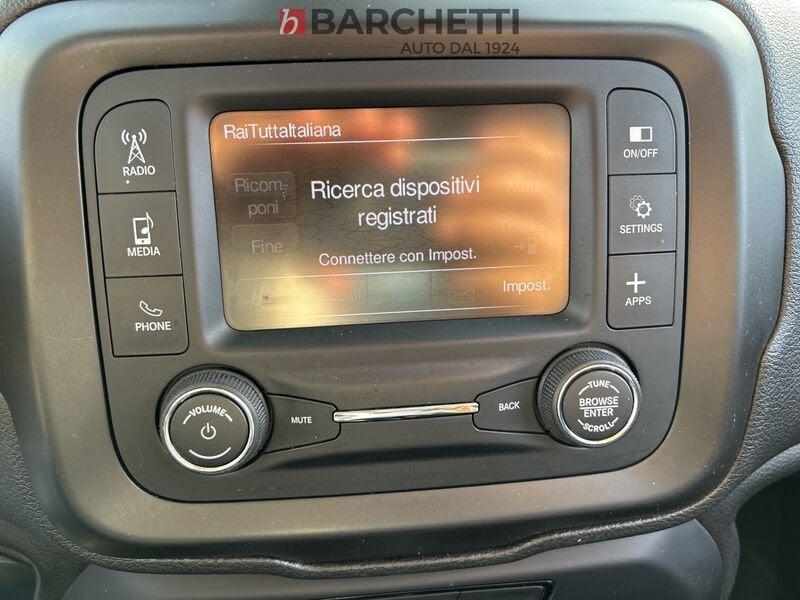 b BARCHETTI
AUTO DAL 1924
RaiTuttaItaliana
Ricom-
poni
Ricerca dispositivi
registrati
Mute
Fine
Connettere con Impost.
Impost.
RADIO
MEDIA
PHONE
ON/OFF
SETTINGS
APPS
VOLUME
MUTE
BACK
TUNE
BROWSE
ENTER
SCROLL